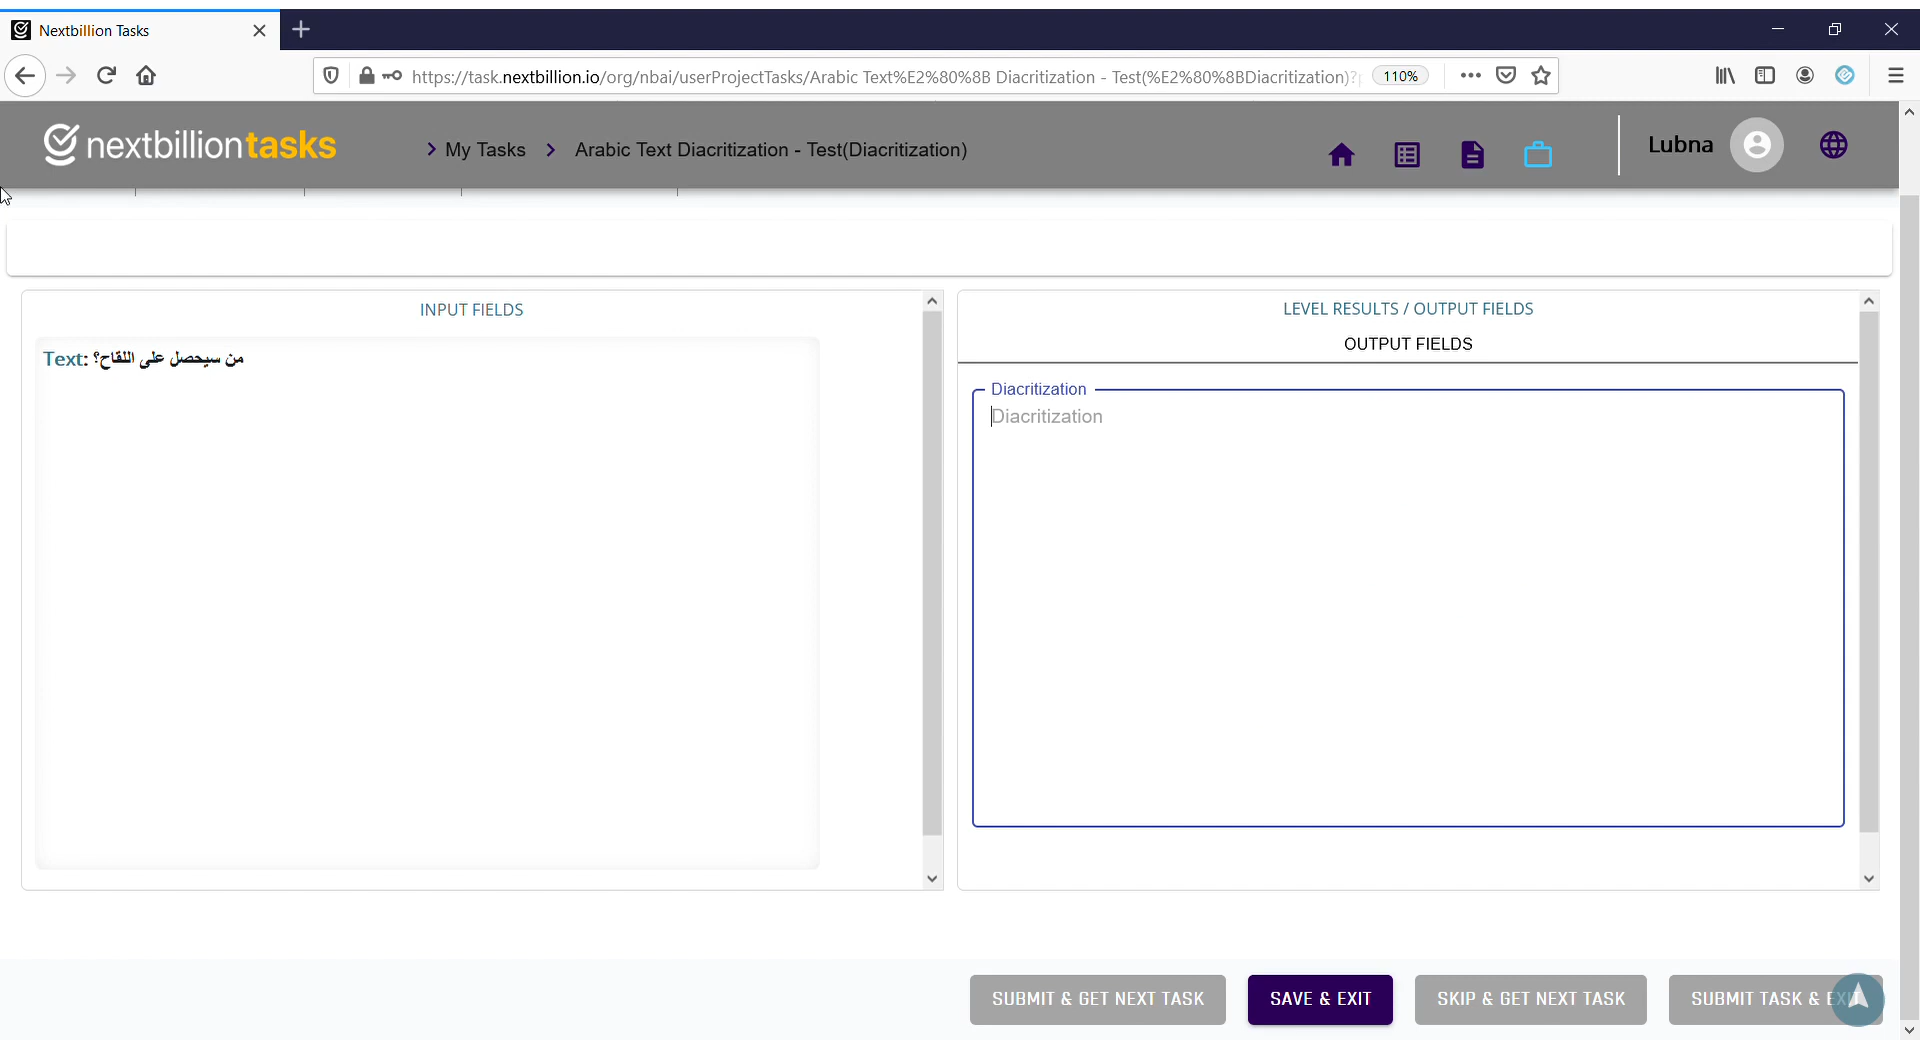 Nextbillion Tasks
https://task.nextbillion.io/org/nbai/userProjectTasks/Arabic Text%E2%80%8B Diacritization - Test(%E2%80%8BDiacritization)?
110%
nextbilliontasks
My Tasks
Arabic Text Diacritization - Test(Diacritization)
Lubna
INPUT FIELDS
Text: من سيحصل على اللقاح؟
LEVEL RESULTS / OUTPUT FIELDS
OUTPUT FIELDS
Diacritization
Diacritization
SUBMIT & GET NEXT TASK
SAVE & EXIT
SKIP & GET NEXT TASK
SUBMIT TASK & EXIT